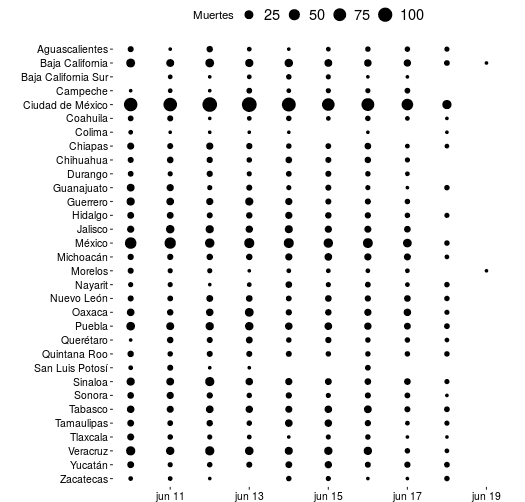 Muertes 25 50 75 100
Aguascalientes
Baja California
Baja California Sur
Campeche
Ciudad de México
Coahuila
Colima
Chiapas
Chihuahua
Durango
Guanajuato
Guerrero
Hidalgo
Jalisco
México
Michoacán
Morelos
Nayarit
Nuevo León
Oaxaca
Puebla
Querétaro
Quintana Roo
San Luis Potosí
Sinaloa
Sonora
Tabasco
Tamaulipas
Tlaxcala
Veracruz
Yucatán
Zacatecas
jun 11 jun 13 jun 15 jun 17 jun 19